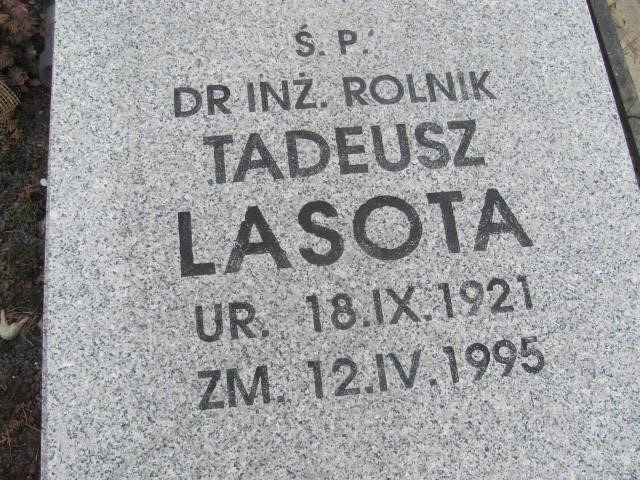 Ś. P.
DR INŻ. ROLNIK
TADEUSZ
LASOTA
UR. 18.IX.1921
ZM. 12.IV.1995